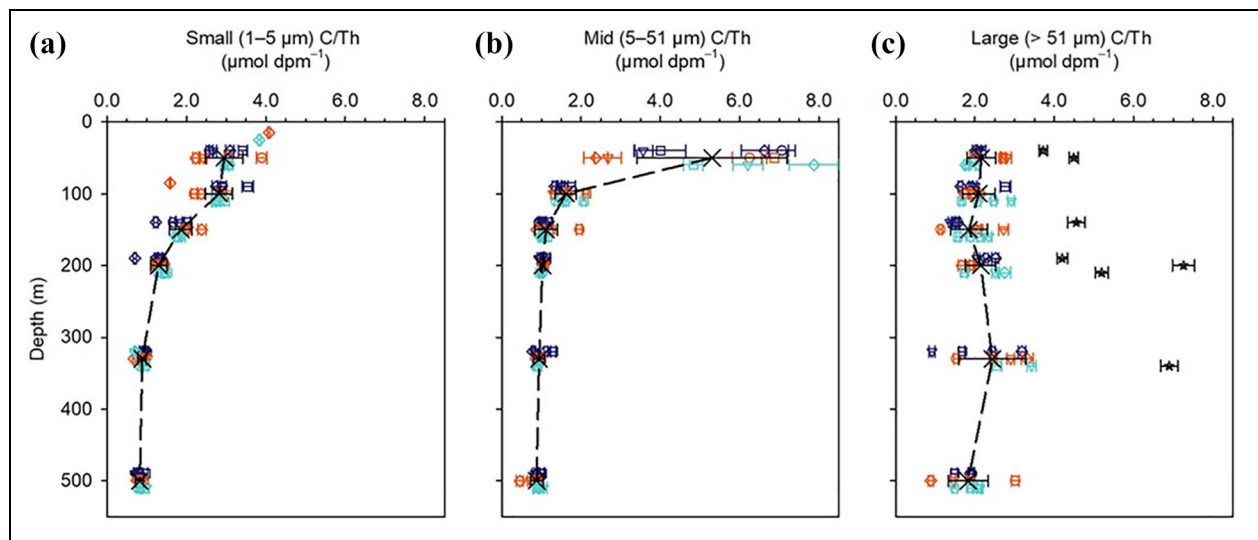 (a)
Small (1–5 µm) C/Th
(µmol dpm⁻¹)
0.0 2.0 4.0 6.0 8.0
(b)
Mid (5–51 µm) C/Th
(µmol dpm⁻¹)
0.0 2.0 4.0 6.0 8.0
(c)
Large (> 51 µm) C/Th
(µmol dpm⁻¹)
0.0 2.0 4.0 6.0 8.0
Depth (m)
0
100
200
300
400
500